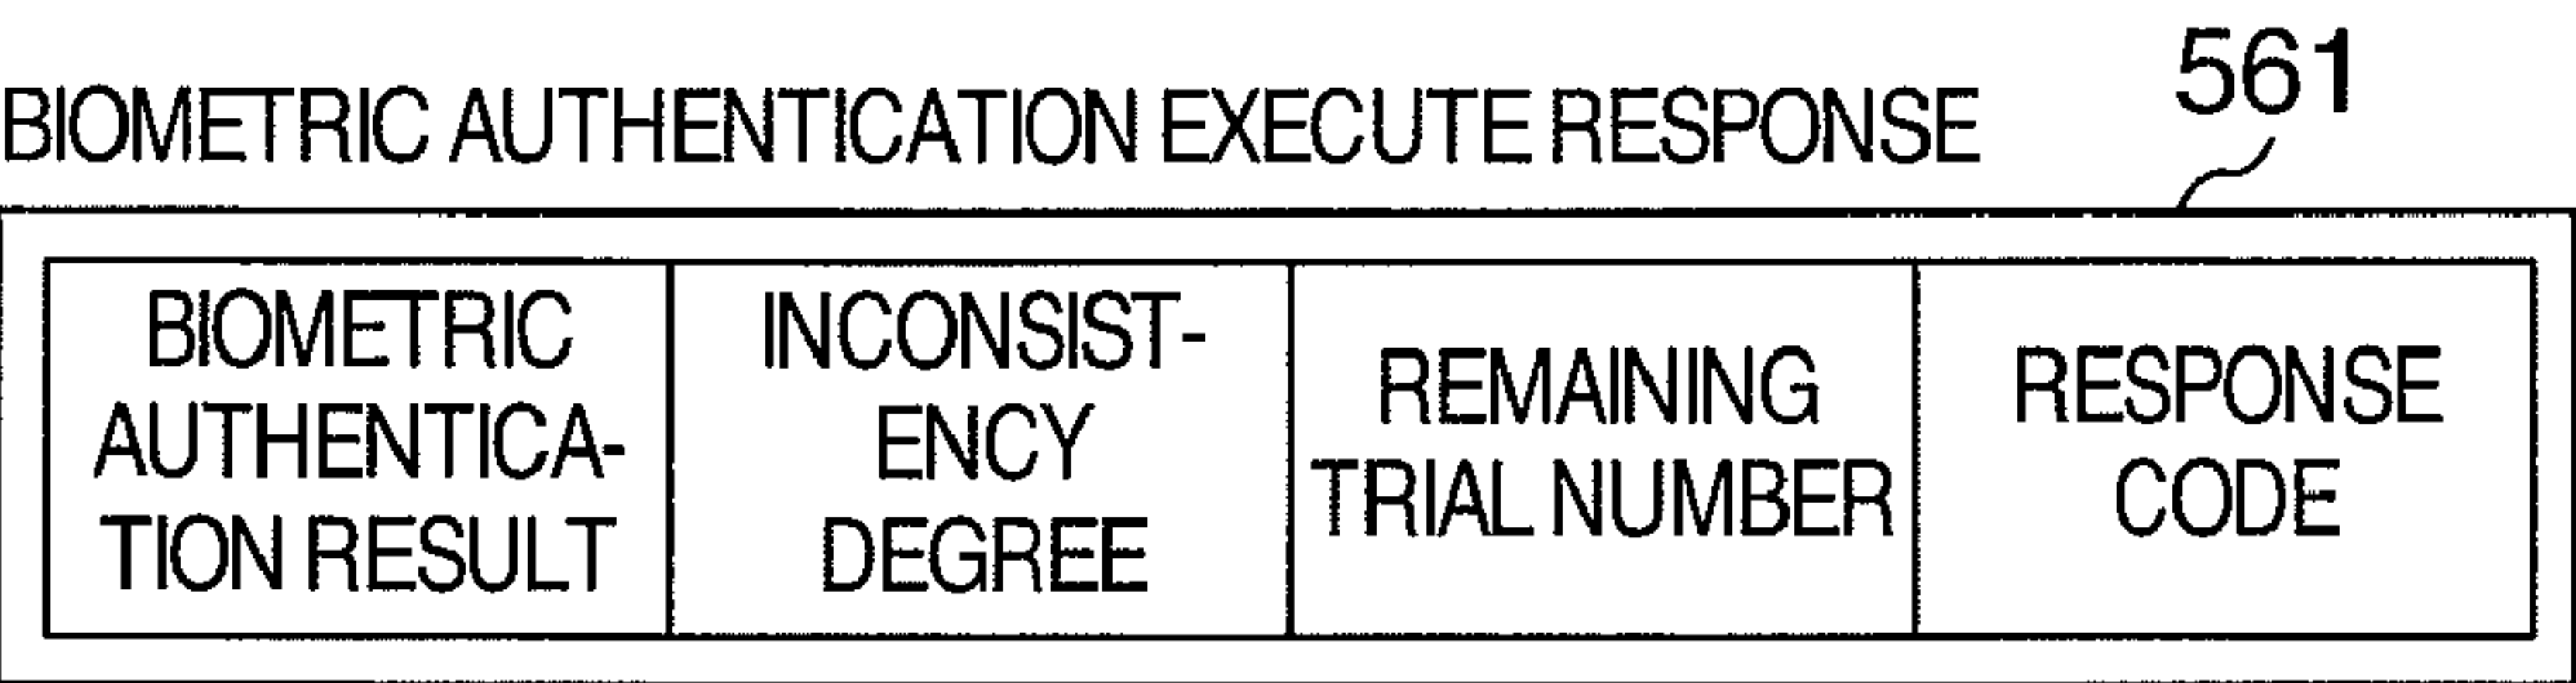 561
BIOMETRIC AUTHENTICATION EXECUTE RESPONSE
BIOMETRIC
AUTHENTICA-
TION RESULT
INCONSIST-
ENCY
DEGREE
REMAINING
TRIAL NUMBER
RESPONSE
CODE